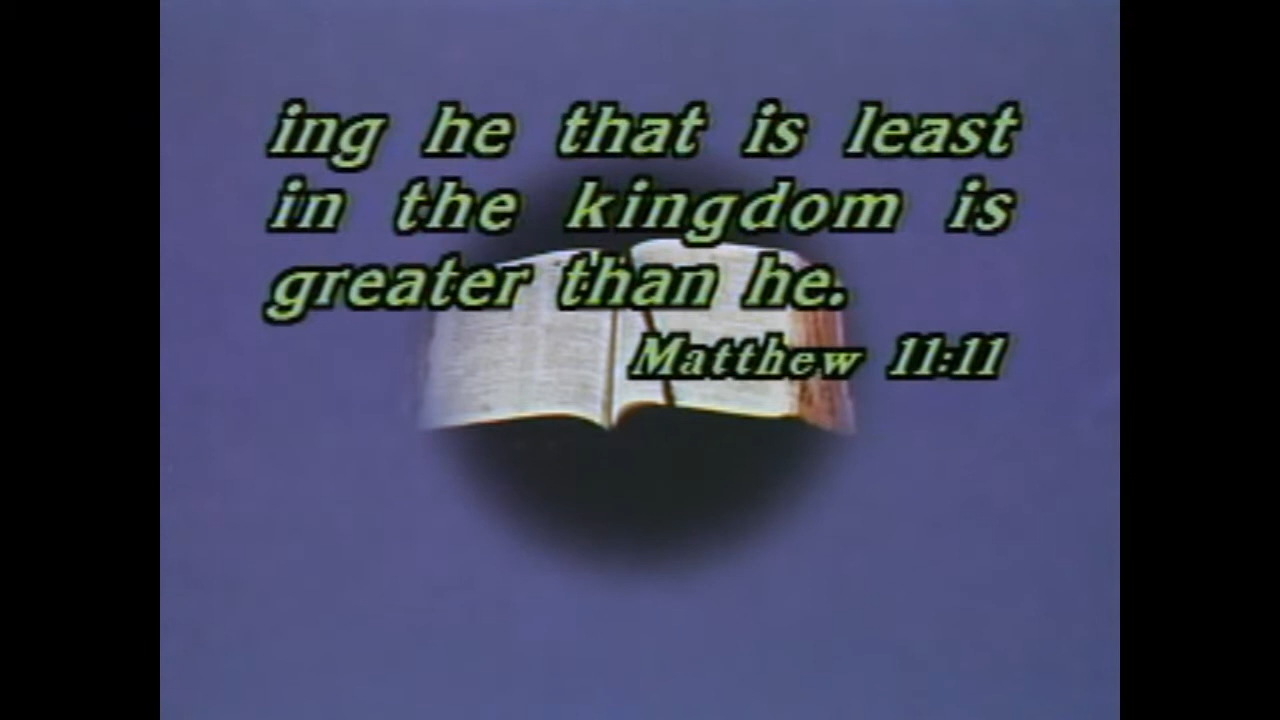 ing he that is least
in the kingdom is
greater than he.
Matthew 11:11